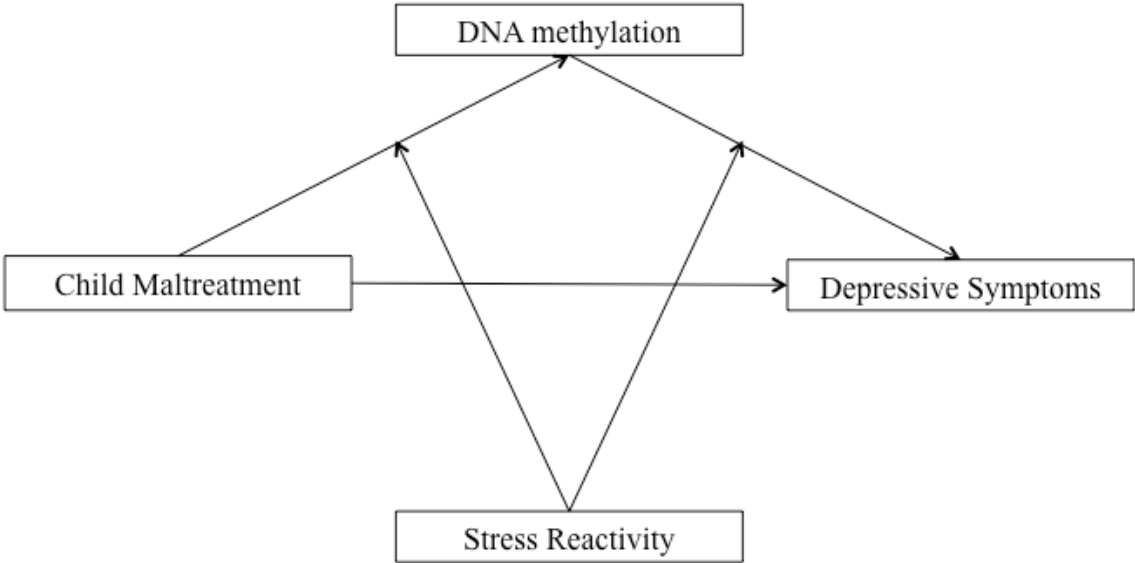 DNA methylation
Child Maltreatment
Depressive Symptoms
Stress Reactivity